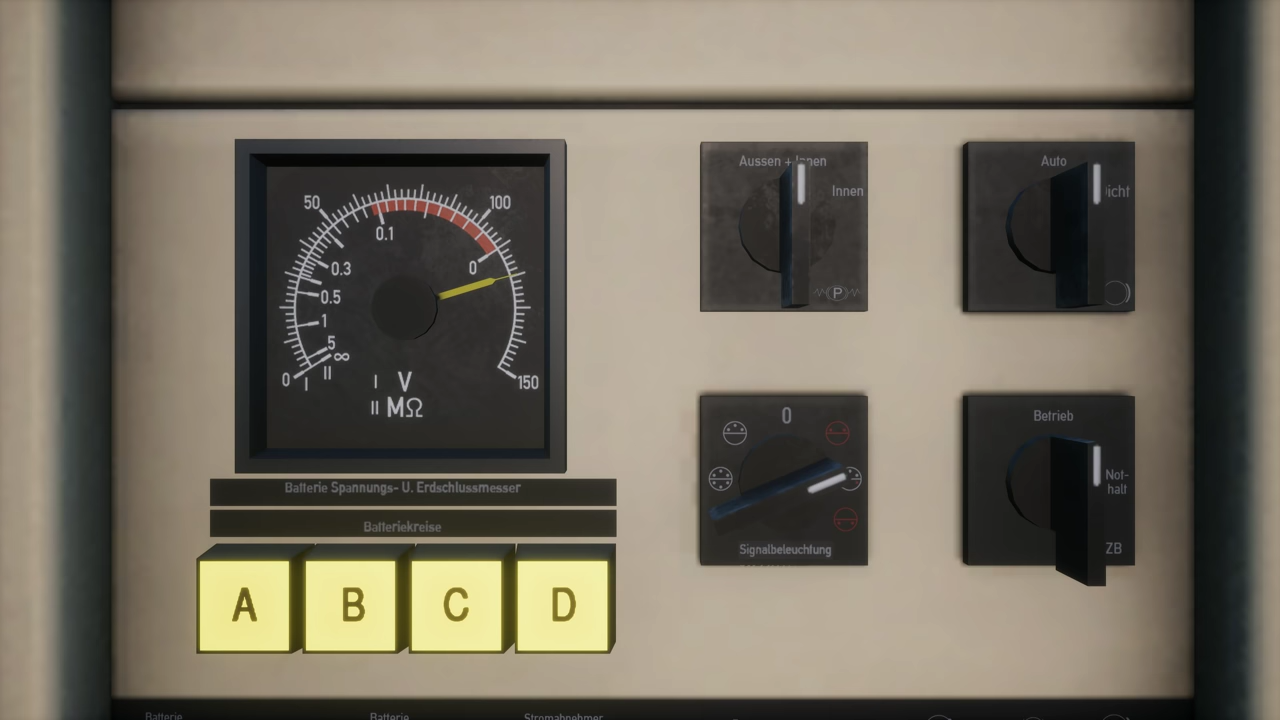 50
100
0.1
0
0.3
0.5
1
5
∞
0
I
II
150
I V
II MΩ
Batterie Spannungs- U. Erdschlussmesser
Batteriekreise
A B C D
Aussen + Innen
Innen
P
Auto
0
Signalbeleuchtung
Betrieb
Not-
halt
ZB
Batterie
Batterie
Stromabnehmer